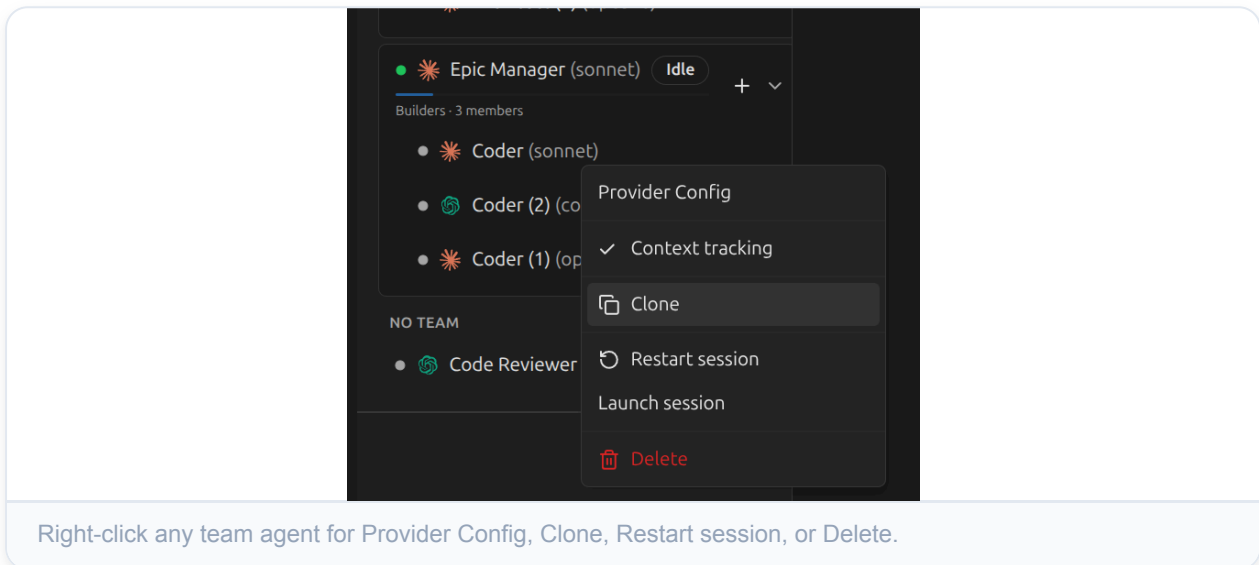 Epic Manager (sonnet) Idle
Builders · 3 members
Coder (sonnet)
Coder (2) (co
Coder (1) (op
NO TEAM
Code Reviewer
Provider Config
Context tracking
Clone
Restart session
Launch session
Delete
Right-click any team agent for Provider Config, Clone, Restart session, or Delete.